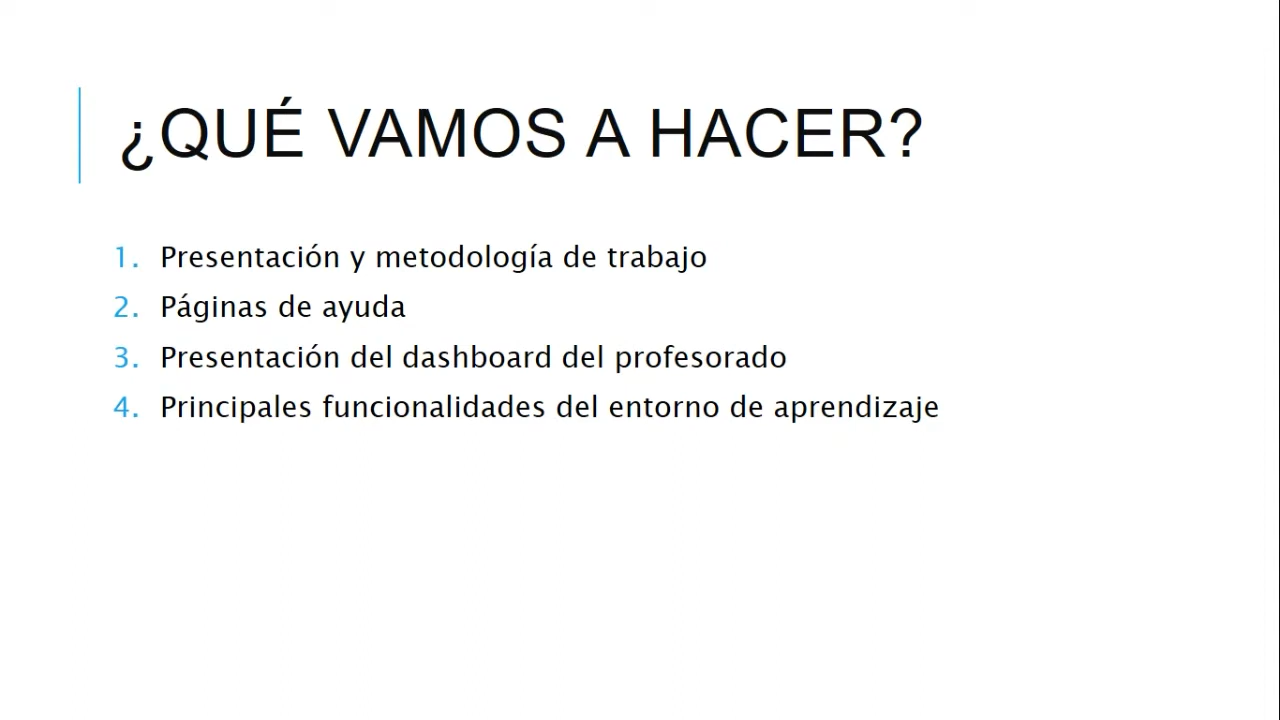 ¿QUÉ VAMOS A HACER?
1. Presentación y metodología de trabajo
2. Páginas de ayuda
3. Presentación del dashboard del profesorado
4. Principales funcionalidades del entorno de aprendizaje